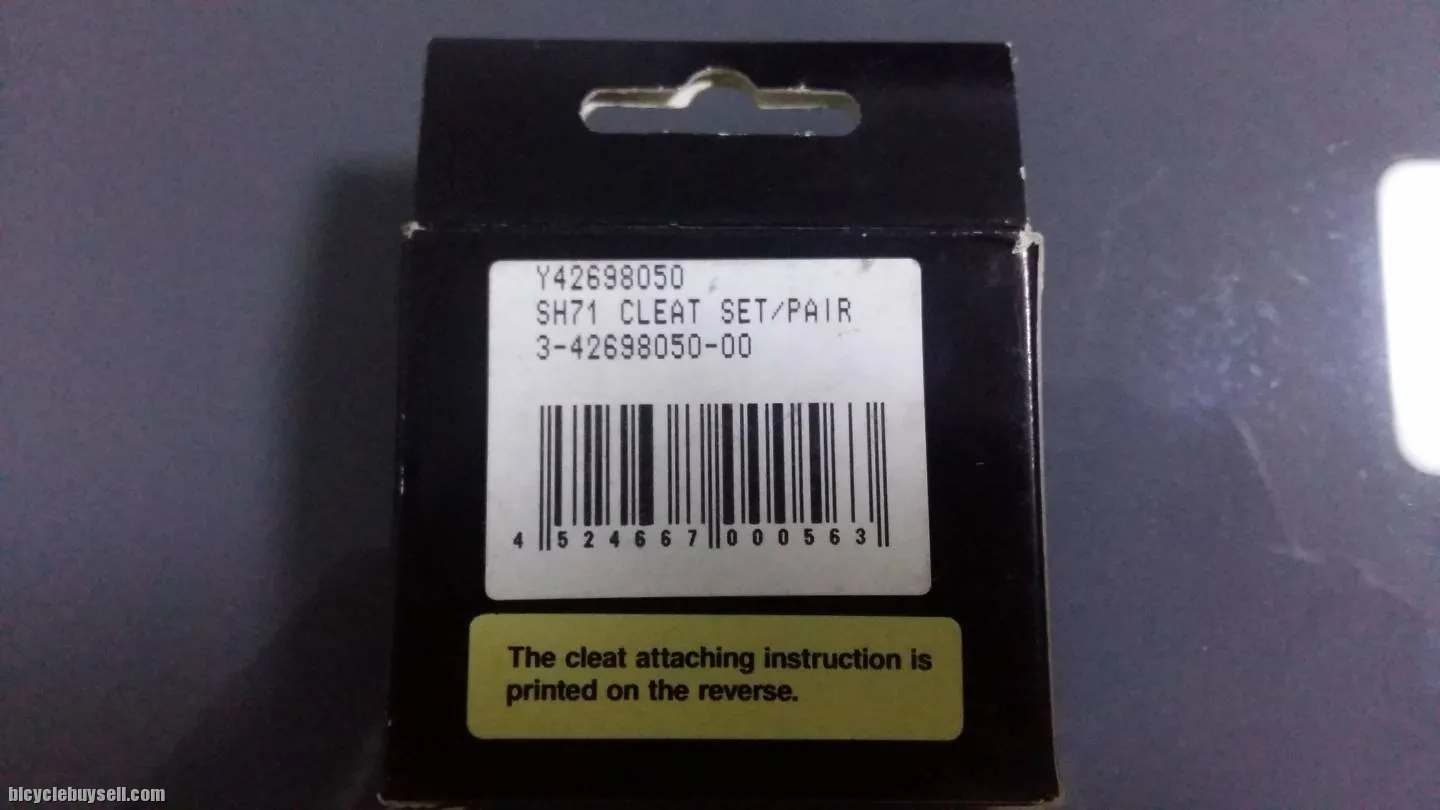 Y42698050
SH71 CLEAT SET/PAIR
3-42698050-00
4 524667 000563
The cleat attaching instruction is
printed on the reverse.
bicyclebuysell.com